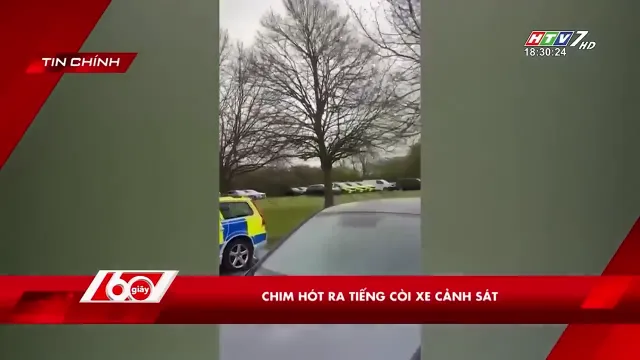 TIN CHÍNH
HTV7 HD
18:30:24
60 giây
CHIM HÓT RA TIẾNG CÒI XE CẢNH SÁT